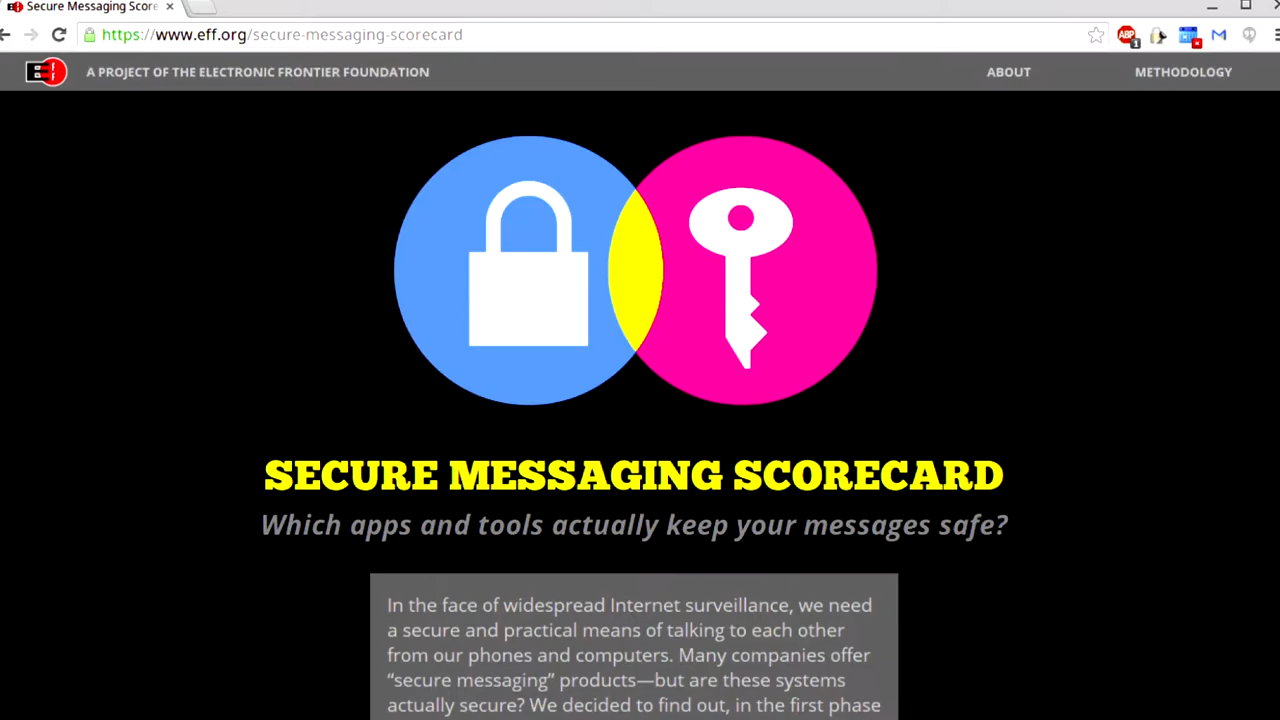 Secure Messaging Score
https://www.eff.org/secure-messaging-scorecard
A PROJECT OF THE ELECTRONIC FRONTIER FOUNDATION
ABOUT
METHODOLOGY
SECURE MESSAGING SCORECARD
Which apps and tools actually keep your messages safe?
In the face of widespread Internet surveillance, we need
a secure and practical means of talking to each other
from our phones and computers. Many companies offer
“secure messaging” products—but are these systems
actually secure? We decided to find out, in the first phase